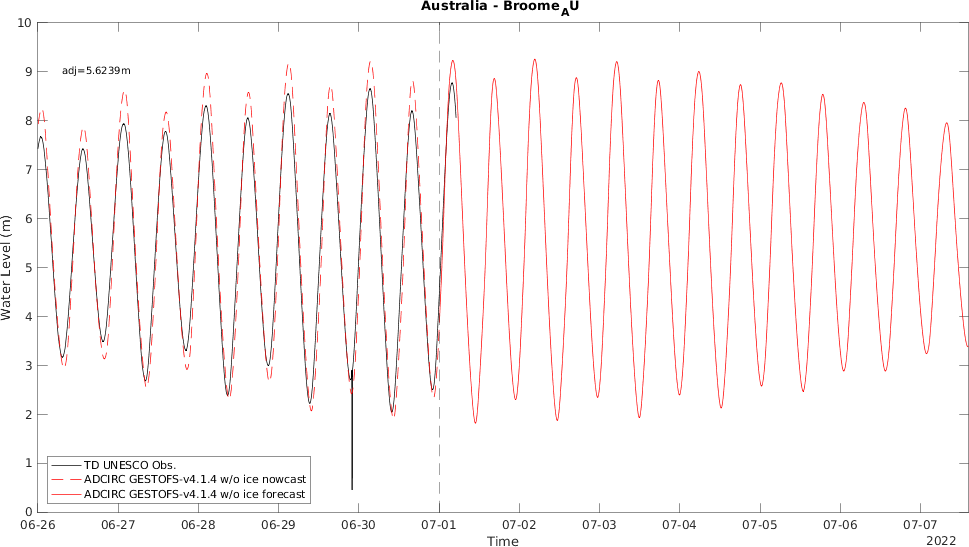 Australia - Broome_AU
10
9
8
7
6
5
4
3
2
1
0
Water Level (m)
adj=5.6239m
TD UNESCO Obs.
ADCIRC GESTOFS-v4.1.4 w/o ice nowcast
ADCIRC GESTOFS-v4.1.4 w/o ice forecast
06-26 06-27 06-28 06-29 06-30 07-01 07-02 07-03 07-04 07-05 07-06 07-07
Time
2022